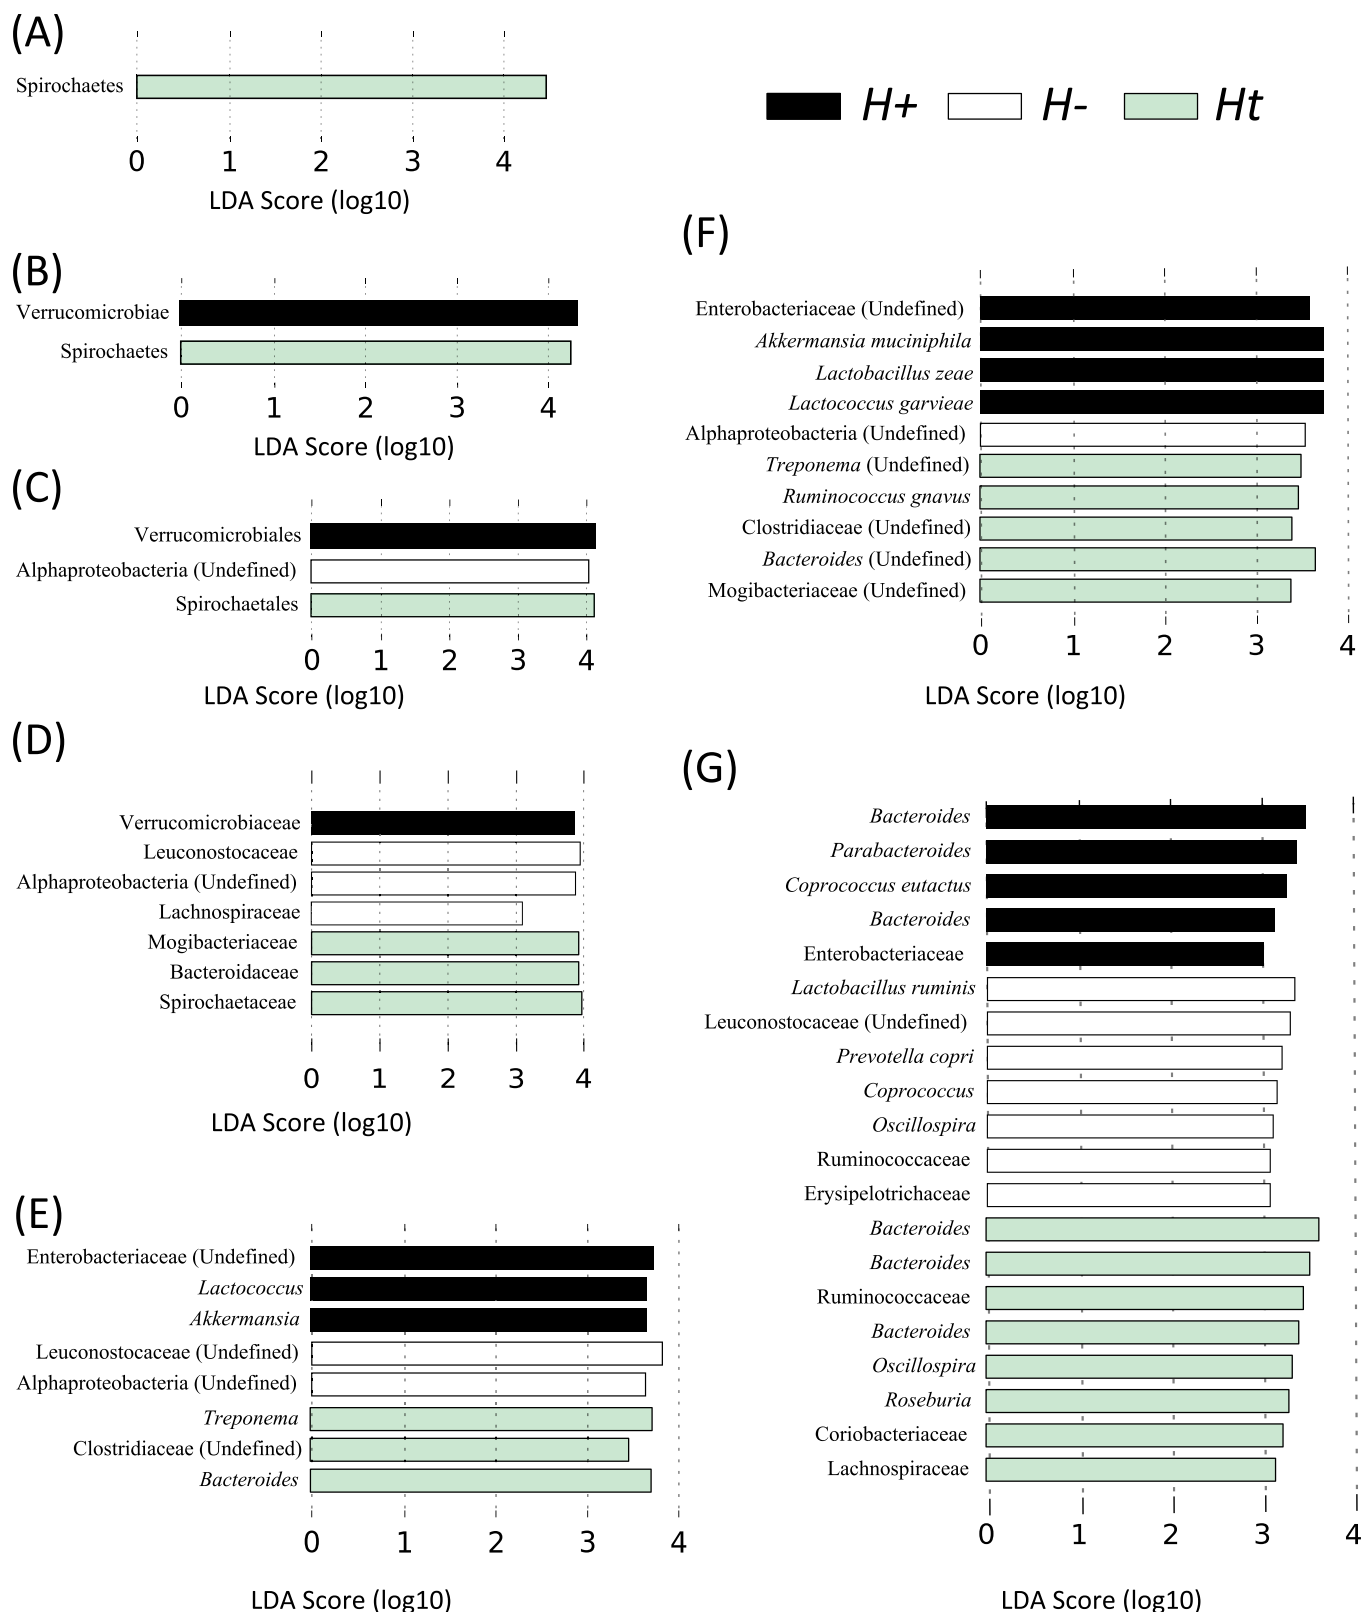 (A)
Spirochaetes
0 1 2 3 4
LDA Score (log10)
H+ H- Ht
(B)
Verrucomicrobiae
Spirochaetes
0 1 2 3 4
LDA Score (log10)
(C)
Verrucomicrobiales
Alphaproteobacteria (Undefined)
Spirochaetales
0 1 2 3 4
LDA Score (log10)
(D)
Verrucomicrobiaceae
Leuconostocaceae
Alphaproteobacteria (Undefined)
Lachnospiraceae
Mogibacteriaceae
Bacteroidaceae
Spirochaetaceae
0 1 2 3 4
LDA Score (log10)
(E)
Enterobacteriaceae (Undefined)
Lactococcus
Akkermansia
Leuconostocaceae (Undefined)
Alphaproteobacteria (Undefined)
Treponema
Clostridiaceae (Undefined)
Bacteroides
0 1 2 3 4
LDA Score (log10)
(F)
Enterobacteriaceae (Undefined)
Akkermansia muciniphila
Lactobacillus zeae
Lactococcus garvieae
Alphaproteobacteria (Undefined)
Treponema (Undefined)
Ruminococcus gnavus
Clostridiaceae (Undefined)
Bacteroides (Undefined)
Mogibacteriaceae (Undefined)
0 1 2 3 4
LDA Score (log10)
(G)
Bacteroides
Parabacteroides
Coprococcus eutactus
Bacteroides
Enterobacteriaceae
Lactobacillus ruminis
Leuconostocaceae (Undefined)
Prevotella copri
Coprococcus
Oscillospira
Ruminococcaceae
Erysipelotrichaceae
Bacteroides
Bacteroides
Ruminococcaceae
Bacteroides
Oscillospira
Roseburia
Coriobacteriaceae
Lachnospiraceae
0 1 2 3 4
LDA Score (log10)